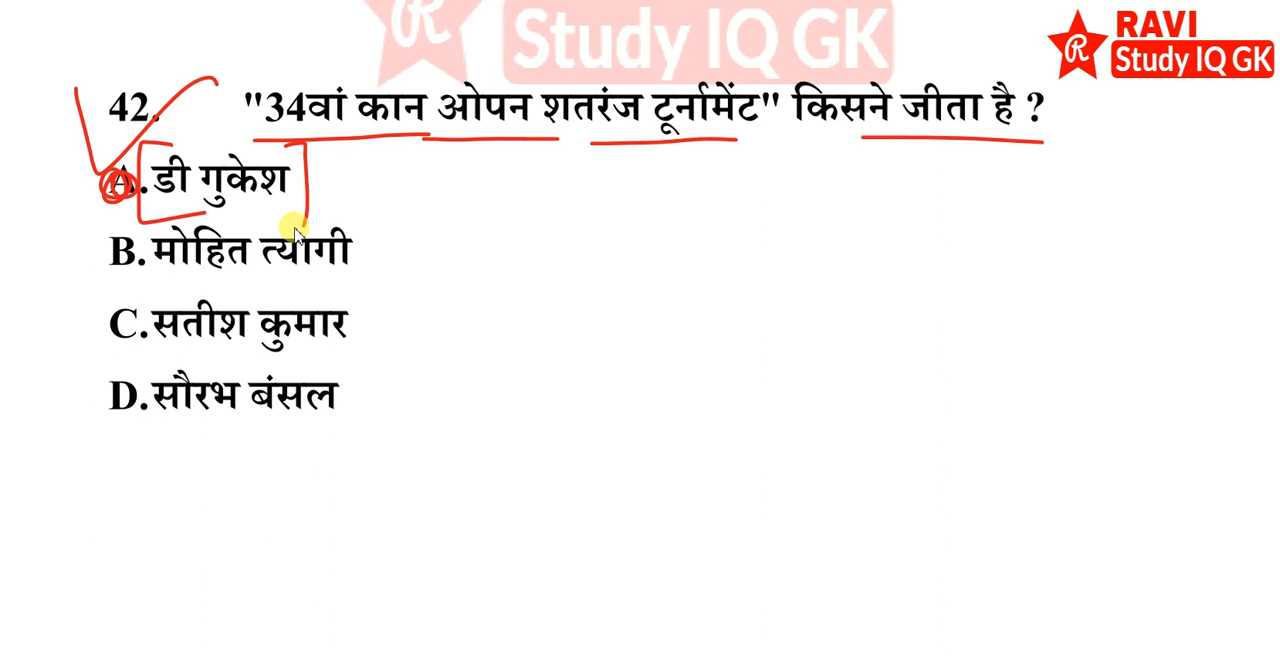 Study IQ GK
RAVI
Study IQ GK
42. "34वां कान ओपन शतरंज टूर्नामेंट" किसने जीता है ?
A. डी गुकेश
B. मोहित त्यागी
C. सतीश कुमार
D. सौरभ बंसल